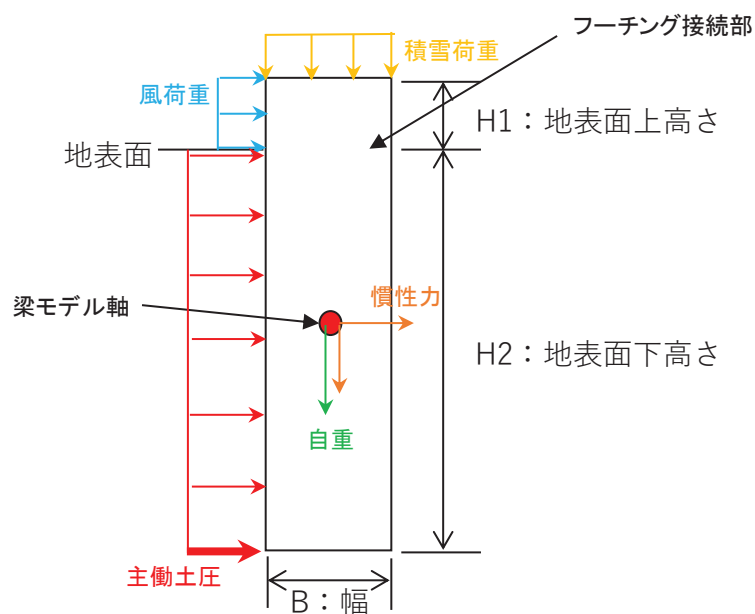 フーチング接続部
積雪荷重
風荷重
H1：地表面上高さ
地表面
慣性力
梁モデル軸
H2：地表面下高さ
自重
主働土圧
B：幅